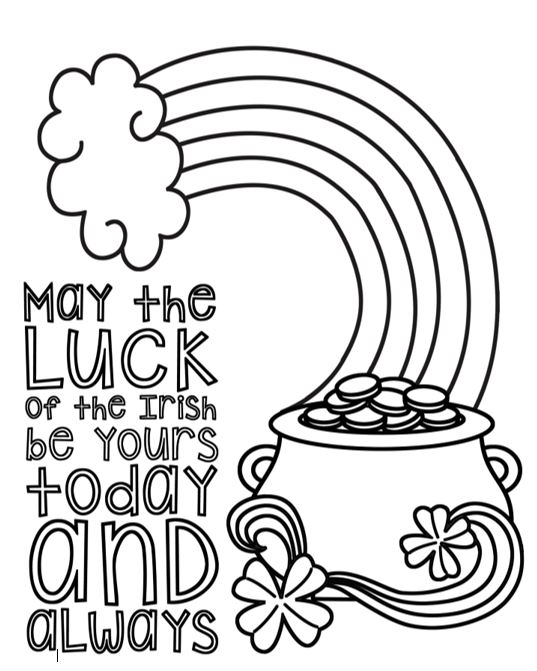 May the
LUCK
of the Irish
be Yours
today
and
always